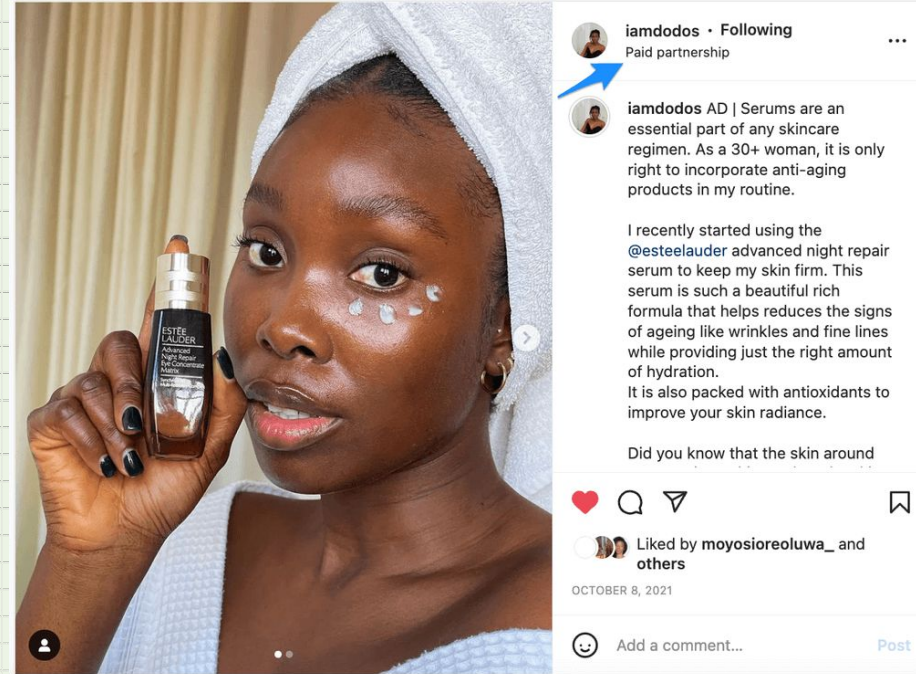 iamdodos • Following
Paid partnership
iamdodos AD | Serums are an
essential part of any skincare
regimen. As a 30+ woman, it is only
right to incorporate anti-aging
products in my routine.
I recently started using the
@esteelauder advanced night repair
serum to keep my skin firm. This
serum is such a beautiful rich
formula that helps reduces the signs
of ageing like wrinkles and fine lines
while providing just the right amount
of hydration.
It is also packed with antioxidants to
improve your skin radiance.
Did you know that the skin around
ESTĒE
LAUDER
Advanced
Night Repair
Eye Concentrate
Matrix
Liked by moyosioreoluwa_ and
others
OCTOBER 8, 2021
Add a comment...
Post